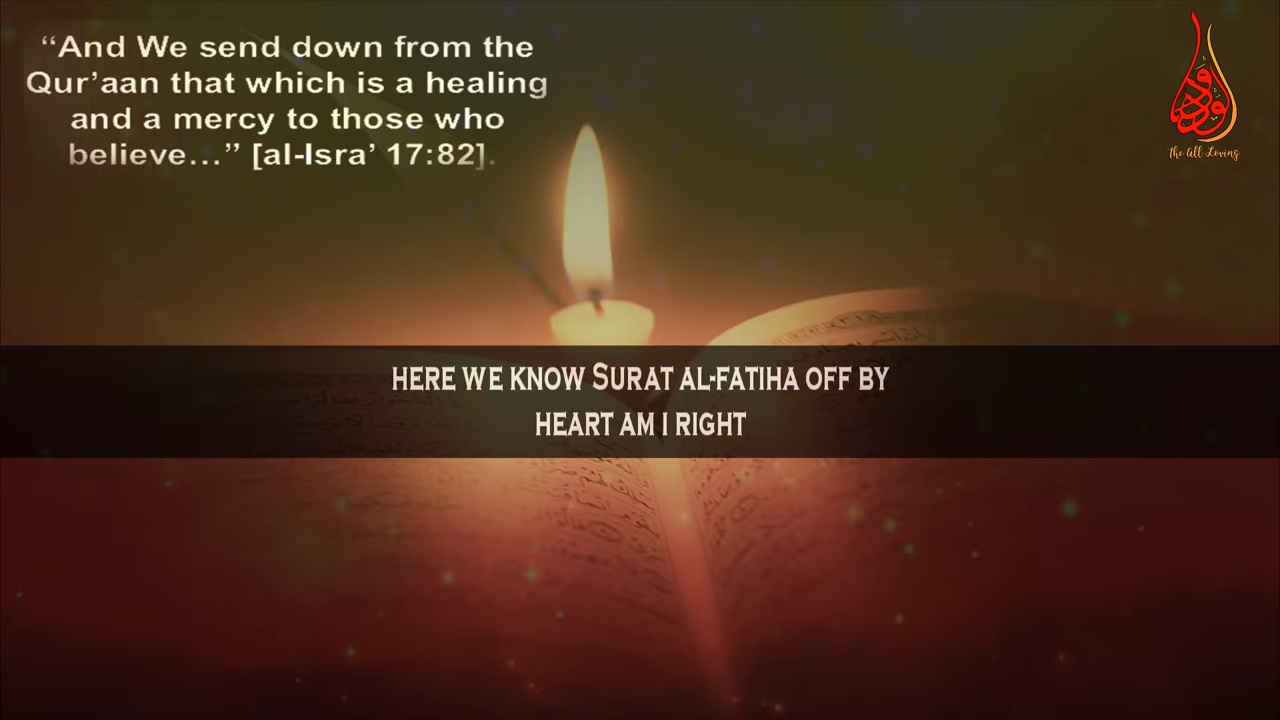 “And We send down from the
Qur’aan that which is a healing
and a mercy to those who
believe…” [al-Isra’ 17:82].
الودود
The All Loving
HERE WE KNOW SURAT AL-FATIHA OFF BY
HEART AM I RIGHT